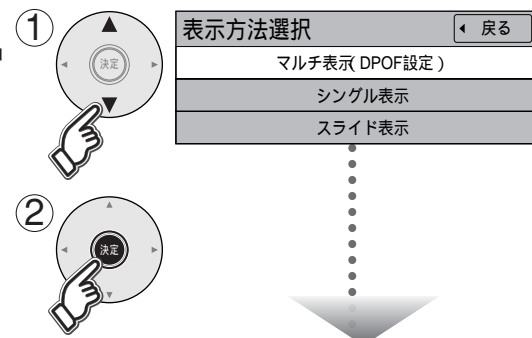 ①
決定
表示方法選択 戻る
マルチ表示(DPOF設定)
シングル表示
スライド表示
②
決定